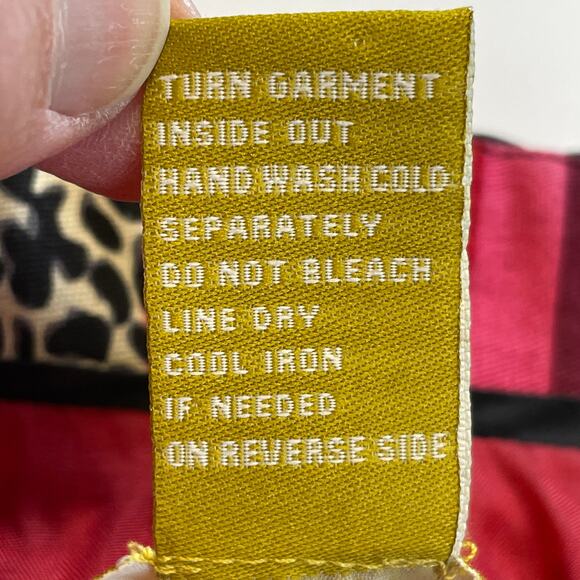 TURN GARMENT
INSIDE OUT
HAND WASH COLD
SEPARATELY
DO NOT BLEACH
LINE DRY
COOL IRON
IF NEEDED
ON REVERSE SIDE